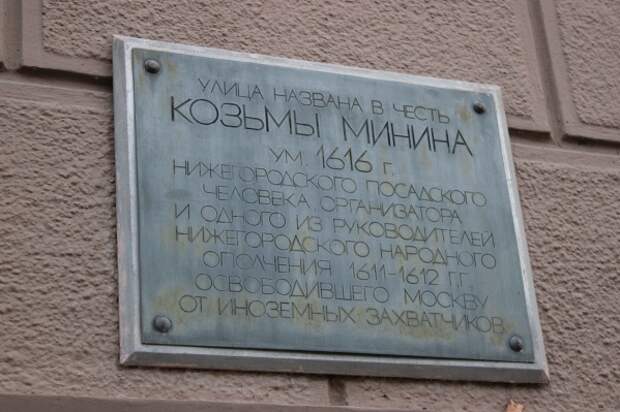 УЛИЦА НАЗВАНА В ЧЕСТЬ
КОЗЬМЫ МИНИНА
УМ. 1616 Г.
НИЖЕГОРОДСКОГО ПОСАДСКОГО
ЧЕЛОВЕКА ОРГАНИЗАТОРА
И ОДНОГО ИЗ РУКОВОДИТЕЛЕЙ
НИЖЕГОРОДСКОГО НАРОДНОГО
ОПОЛЧЕНИЯ 1611-1612 Г.Г.
ОСВОБОДИВШЕГО МОСКВУ
ОТ ИНОЗЕМНЫХ ЗАХВАТЧИКОВ